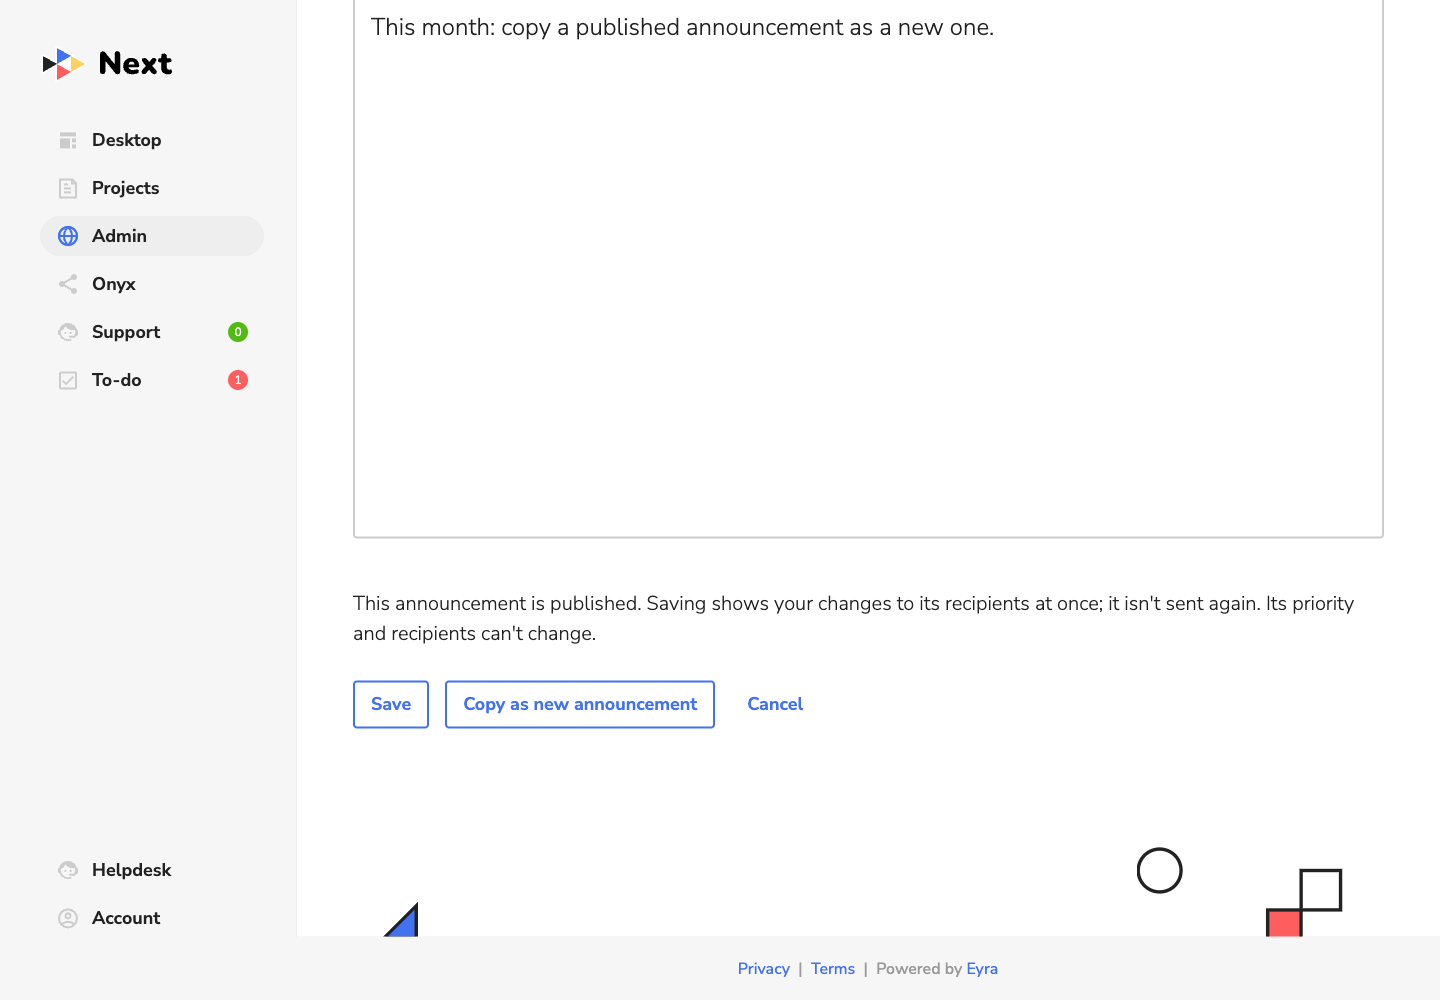 Next
Desktop
Projects
Admin
Onyx
Support 0
To-do 1
Helpdesk
Account
This month: copy a published announcement as a new one.
This announcement is published. Saving shows your changes to its recipients at once; it isn't sent again. Its priority
and recipients can't change.
Save Copy as new announcement Cancel
Privacy | Terms | Powered by Eyra